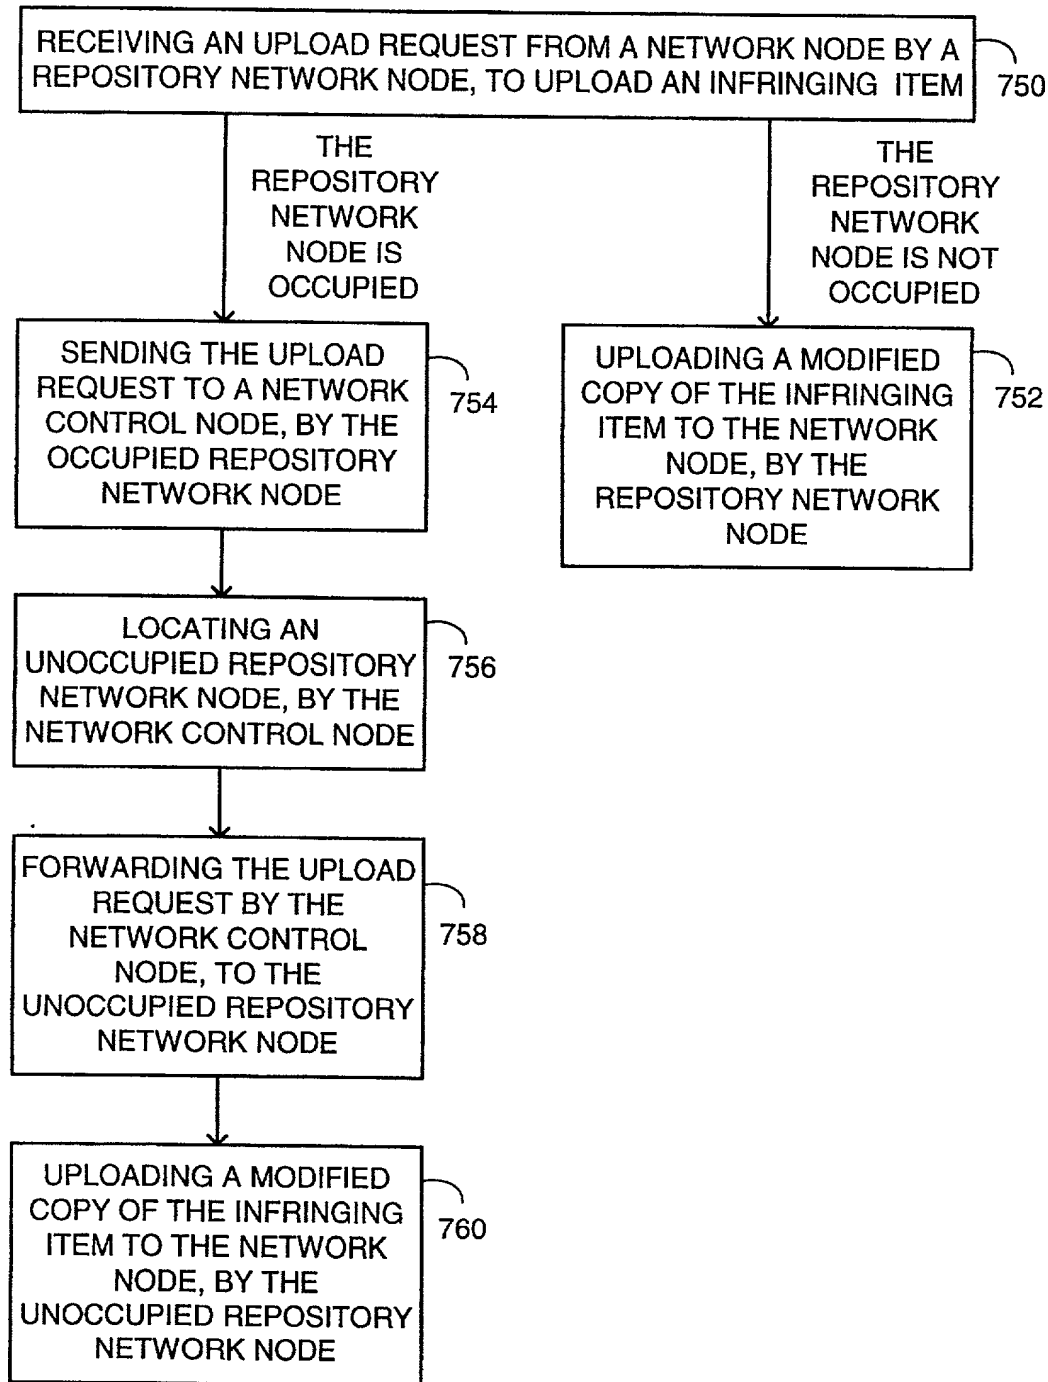 RECEIVING AN UPLOAD REQUEST FROM A NETWORK NODE BY A
REPOSITORY NETWORK NODE, TO UPLOAD AN INFRINGING ITEM
750
THE
REPOSITORY
NETWORK
NODE IS
OCCUPIED
THE
REPOSITORY
NETWORK
NODE IS NOT
OCCUPIED
SENDING THE UPLOAD
REQUEST TO A NETWORK
CONTROL NODE, BY THE
OCCUPIED REPOSITORY
NETWORK NODE
754
UPLOADING A MODIFIED
COPY OF THE INFRINGING
ITEM TO THE NETWORK
NODE, BY THE
REPOSITORY NETWORK
NODE
752
LOCATING AN
UNOCCUPIED REPOSITORY
NETWORK NODE, BY THE
NETWORK CONTROL NODE
756
FORWARDING THE UPLOAD
REQUEST BY THE
NETWORK CONTROL
NODE, TO THE
UNOCCUPIED REPOSITORY
NETWORK NODE
758
UPLOADING A MODIFIED
COPY OF THE INFRINGING
ITEM TO THE NETWORK
NODE, BY THE
UNOCCUPIED REPOSITORY
NETWORK NODE
760